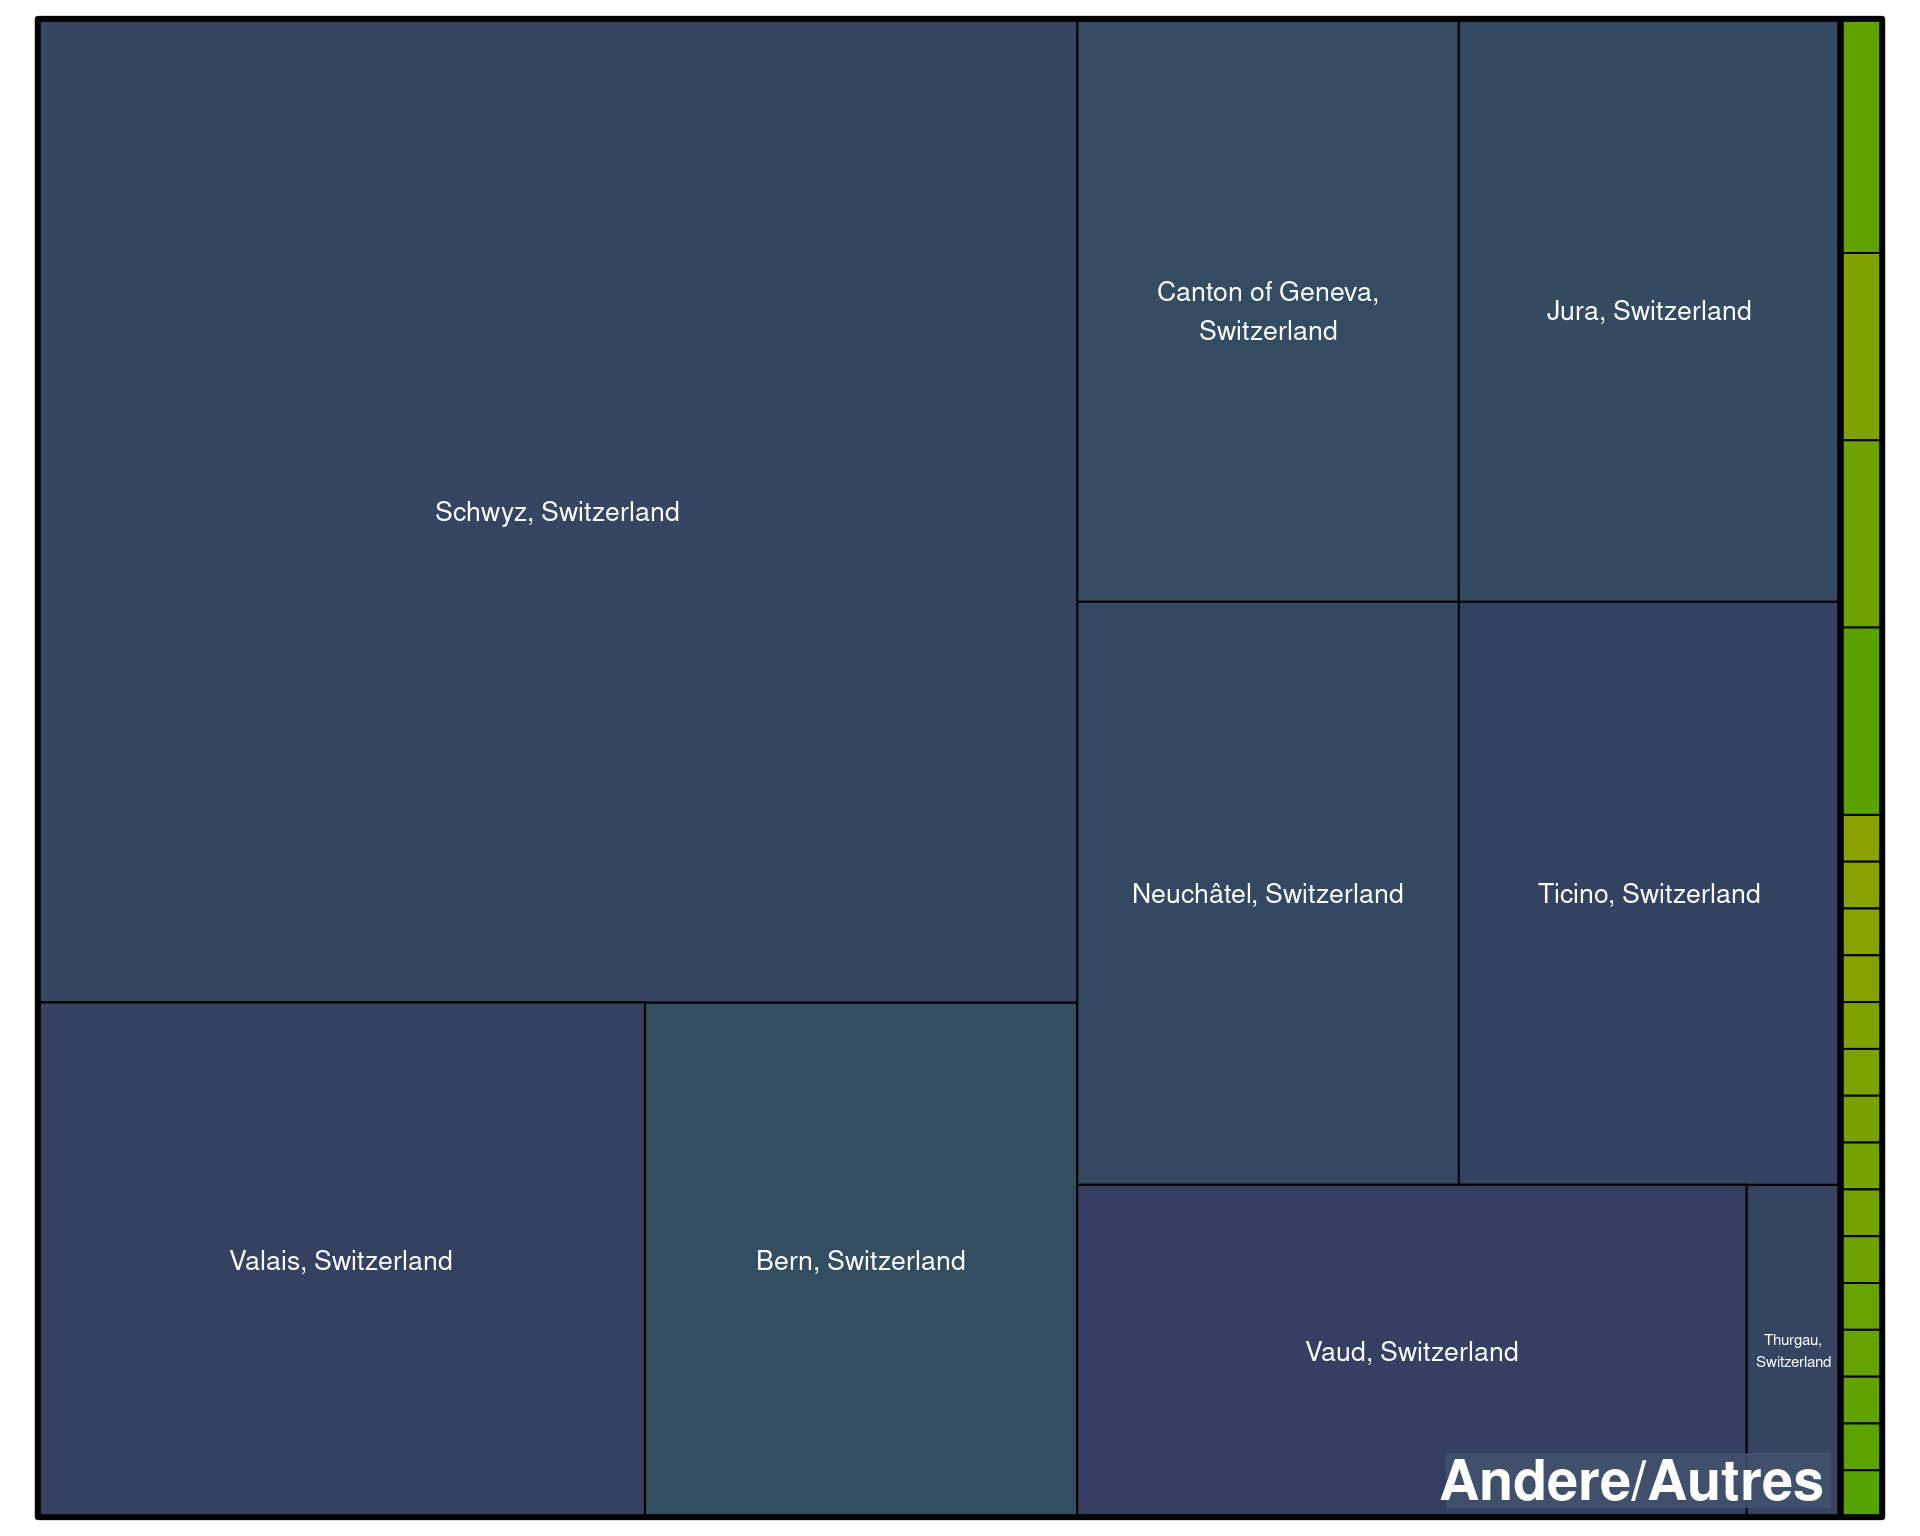 Schwyz, Switzerland
Canton of Geneva,
Switzerland
Jura, Switzerland
Neuchâtel, Switzerland
Ticino, Switzerland
Valais, Switzerland
Bern, Switzerland
Vaud, Switzerland
Thurgau,
Switzerland
Andere/Autres